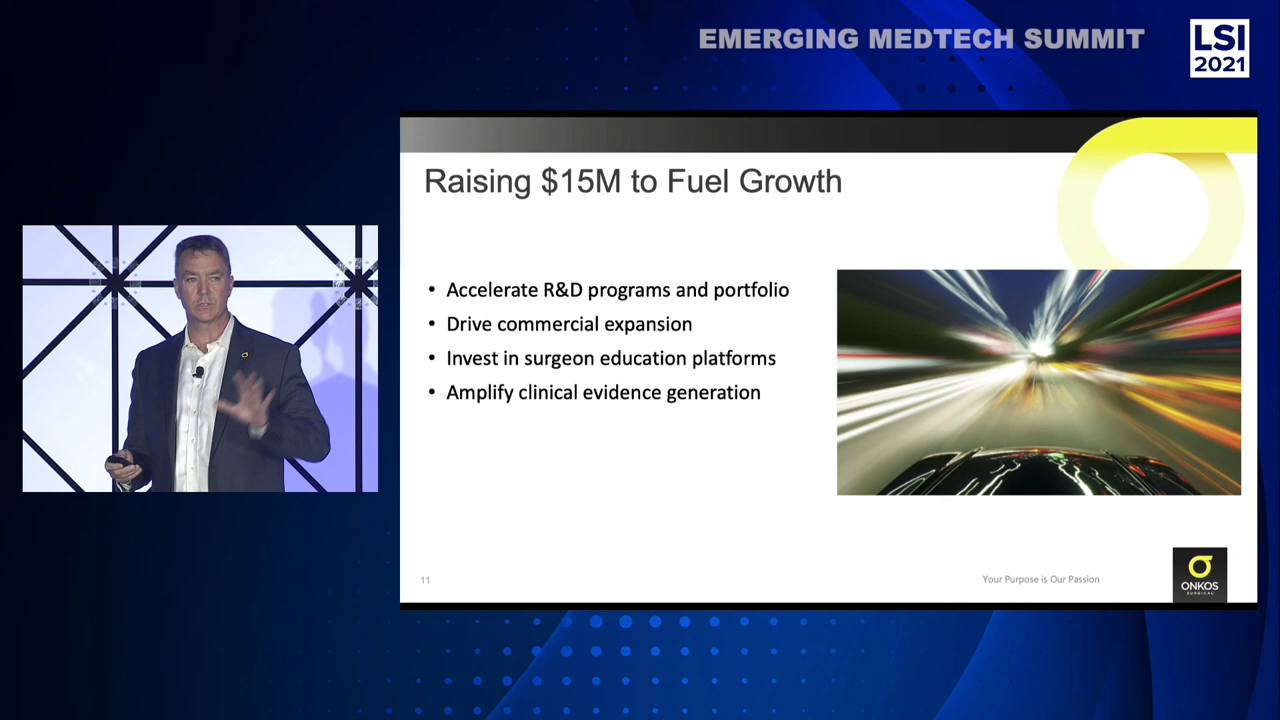 EMERGING MEDTECH SUMMIT
LSI
2021
Raising $15M to Fuel Growth
• Accelerate R&D programs and portfolio
• Drive commercial expansion
• Invest in surgeon education platforms
• Amplify clinical evidence generation
11
Your Purpose is Our Passion
ONKOS
SURGICAL